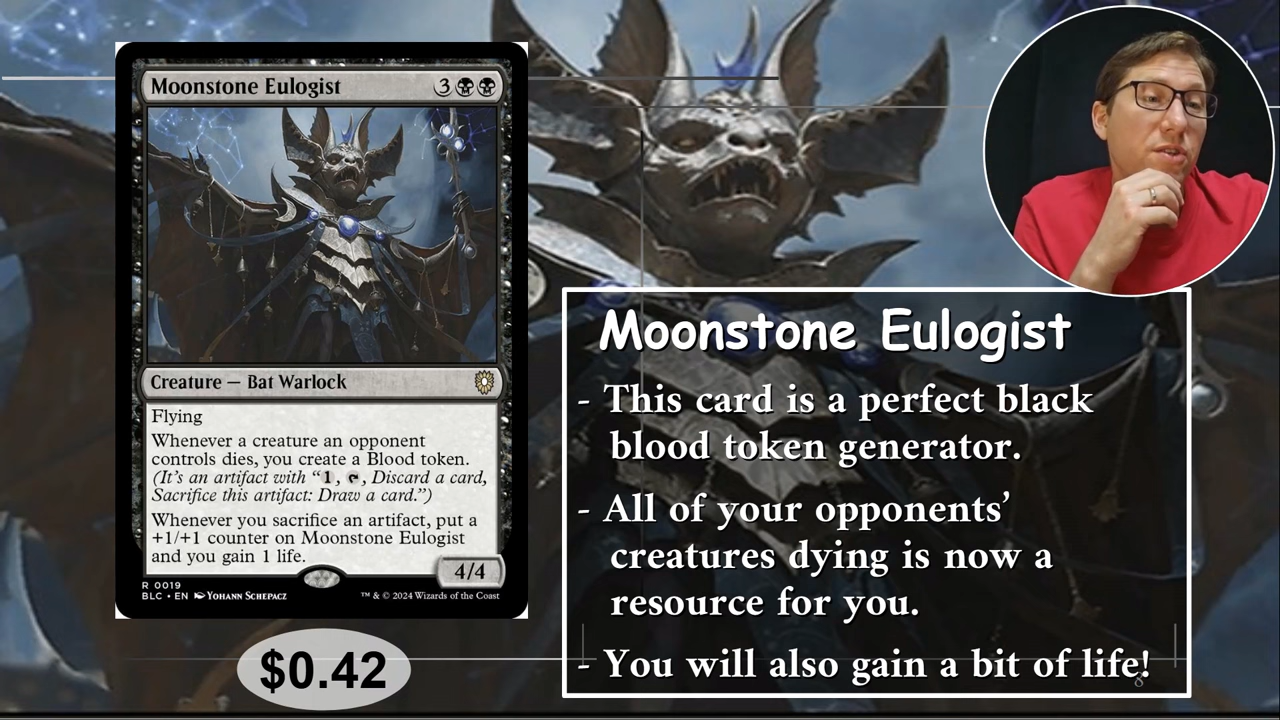 Moonstone Eulogist 3
Creature — Bat Warlock
Flying
Whenever a creature an opponent
controls dies, you create a Blood token.
(It's an artifact with “1, , Discard a card,
Sacrifice this artifact: Draw a card.”)
Whenever you sacrifice an artifact, put a
+1/+1 counter on Moonstone Eulogist
and you gain 1 life.
4/4
R 0019
BLC • EN YOHANN SCHEPACZ
™ & © 2024 Wizards of the Coast
$0.42
Moonstone Eulogist
- This card is a perfect black
blood token generator.
- All of your opponents’
creatures dying is now a
resource for you.
- You will also gain a bit of life!
8